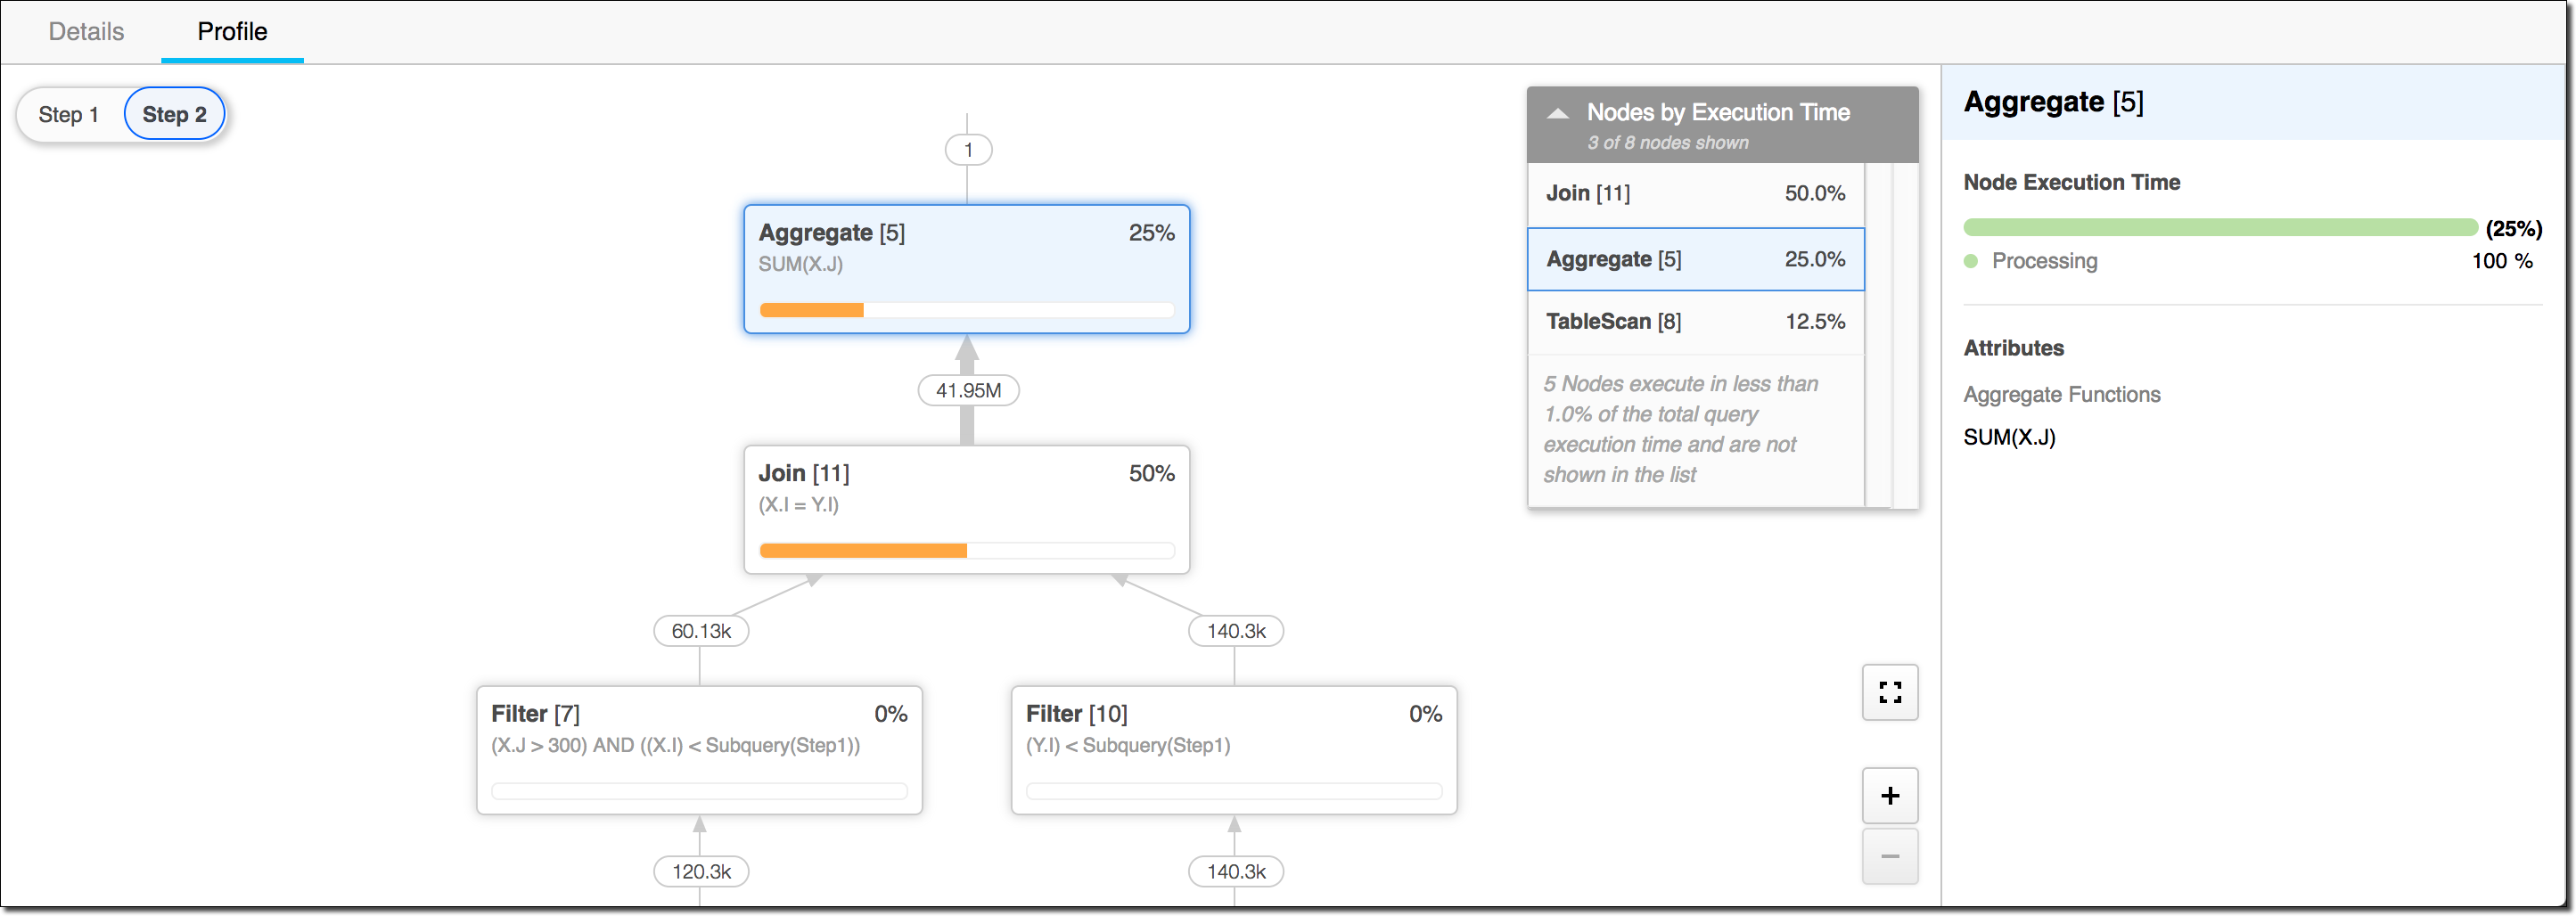 Details
Profile
Step 1
Step 2
1
Aggregate [5] 25%
SUM(X.J)
41.95M
Join [11] 50%
(X.I = Y.I)
60.13k
140.3k
Filter [7] 0%
(X.J > 300) AND ((X.I) < Subquery(Step1))
Filter [10] 0%
(Y.I) < Subquery(Step1)
120.3k
140.3k
Nodes by Execution Time
3 of 8 nodes shown
Join [11] 50.0%
Aggregate [5] 25.0%
TableScan [8] 12.5%
5 Nodes execute in less than
1.0% of the total query
execution time and are not
shown in the list
+
−
Aggregate [5]
Node Execution Time
(25%)
Processing 100 %
Attributes
Aggregate Functions
SUM(X.J)